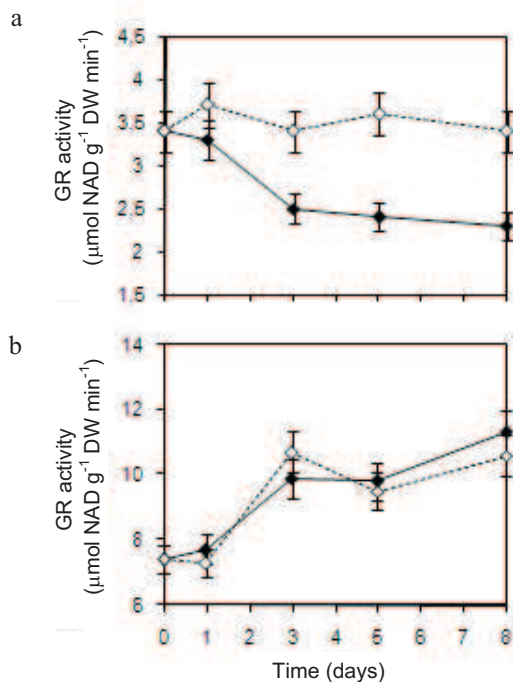 a
GR activity
(µmol NAD g-1 DW min-1)
4,5
4
3,5
3
2,5
2
1,5
b
GR activity
(µmol NAD g-1 DW min-1)
14
12
10
8
6
0 1 2 3 4 5 6 7 8
Time (days)